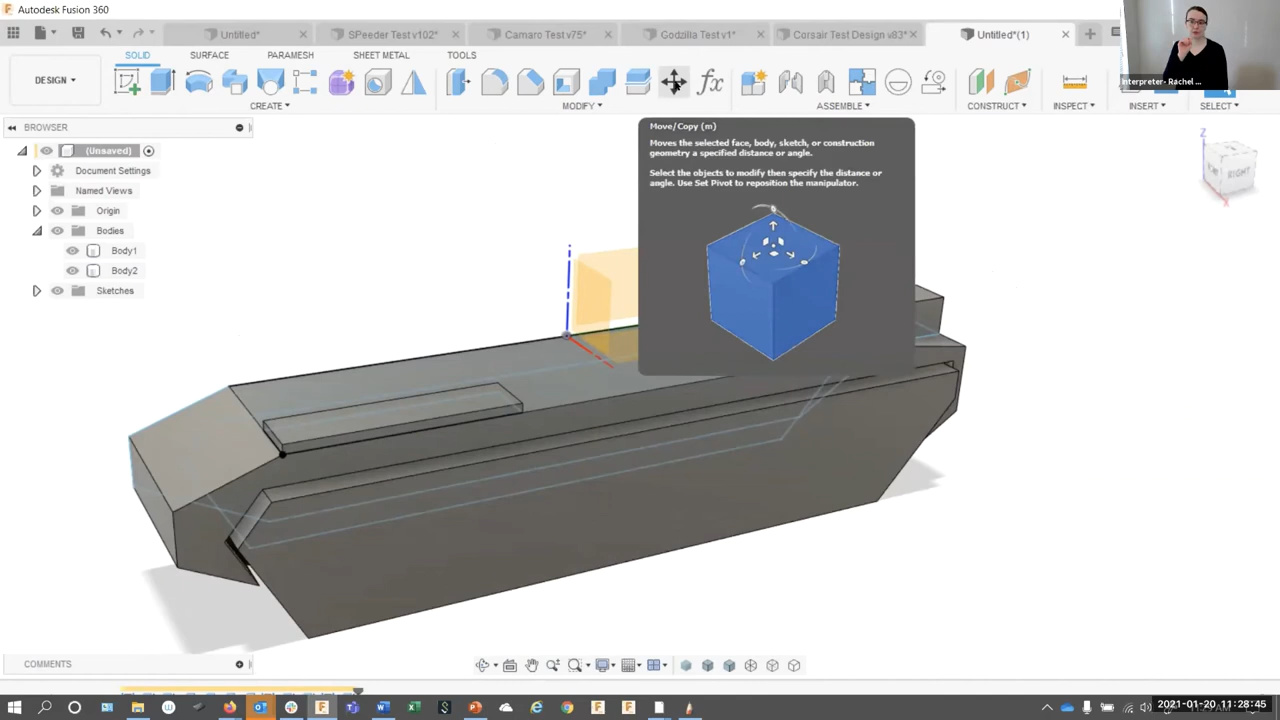 Autodesk Fusion 360
Untitled*
SPeeder Test v102*
Camaro Test v75*
Godzilla Test v1*
Corsair Test Design v83*
Untitled*(1)
Interpreter- Rachel ...
SOLID
SURFACE
PARAMESH
SHEET METAL
TOOLS
DESIGN
CREATE
MODIFY
ASSEMBLE
CONSTRUCT
INSPECT
INSERT
SELECT
BROWSER
Move/Copy (m)
Moves the selected face, body, sketch, or construction
geometry a specified distance or angle.
Select the objects to modify then specify the distance or
angle. Use Set Pivot to reposition the manipulator.
(Unsaved)
Document Settings
Named Views
Origin
Bodies
Body1
Body2
Sketches
Z
RIGHT
X
COMMENTS
2021-01-20 11:28:45